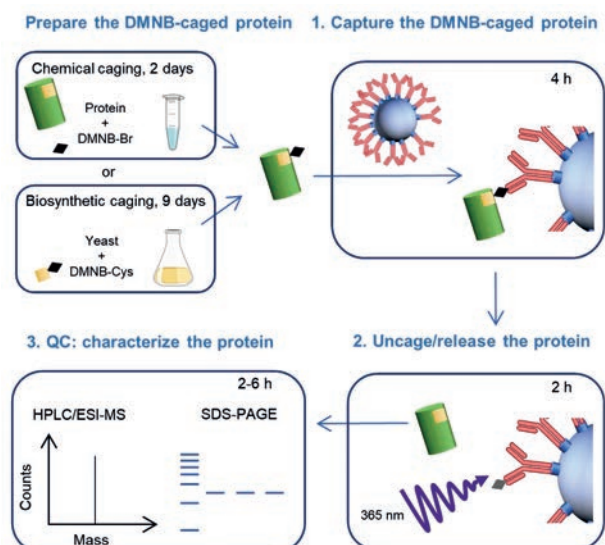 Prepare the DMNB-caged protein
1. Capture the DMNB-caged protein
Chemical caging, 2 days
Protein
+
DMNB-Br
or
Biosynthetic caging, 9 days
Yeast
+
DMNB-Cys
4 h
3. QC: characterize the protein
2. Uncage/release the protein
2-6 h
HPLC/ESI-MS
SDS-PAGE
Counts
Mass
2 h
365 nm